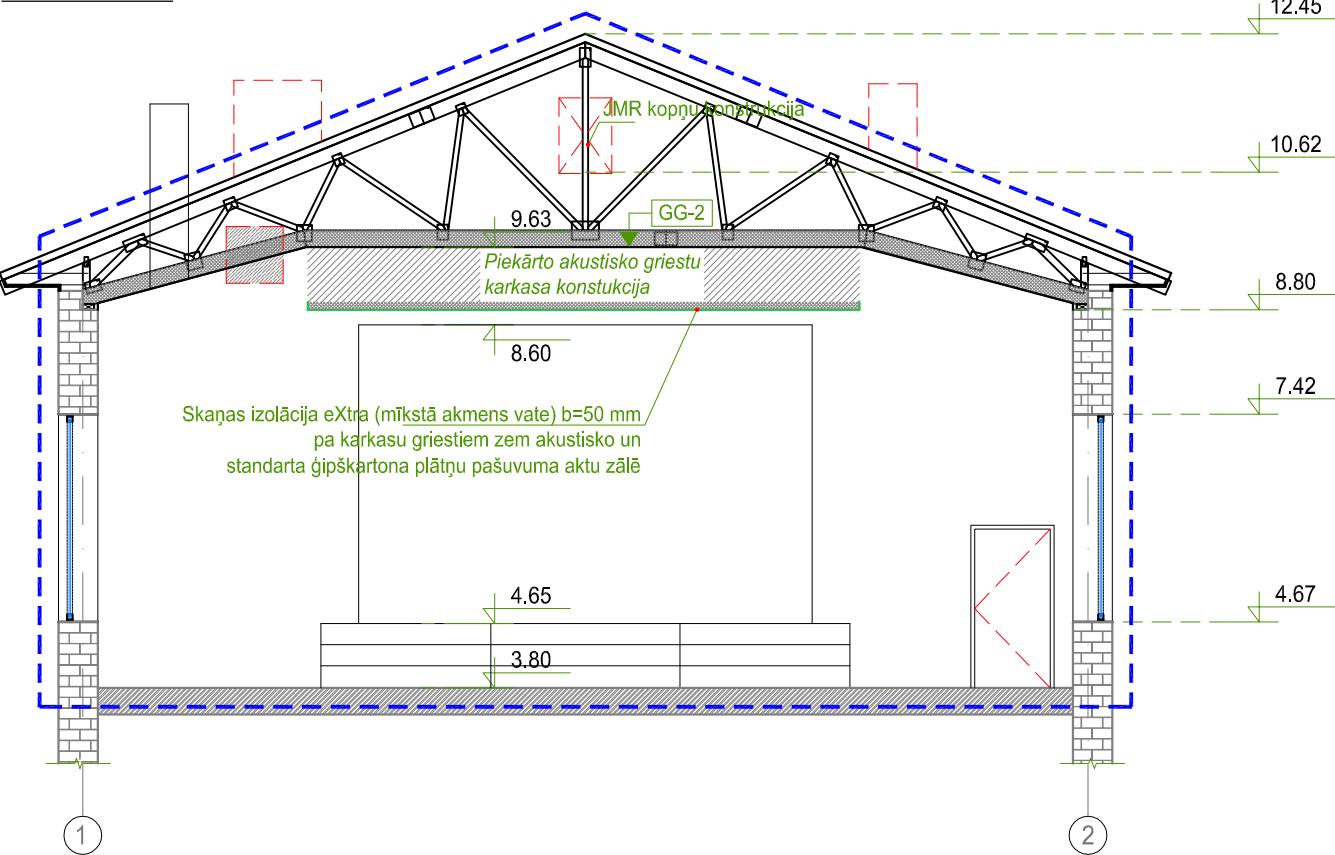 12.45
JMR kopņu konstrukcija
10.62
9.63
GG-2
Piekārto akustisko griestu
karkasa konstukcija
8.80
8.60
7.42
Skaņas izolācija eXtra (mīkstā akmens vate) b=50 mm
pa karkasu griestiem zem akustisko un
standarta ģipškartona plātņu pašuvuma aktu zālē
4.65
4.67
3.80
1
2